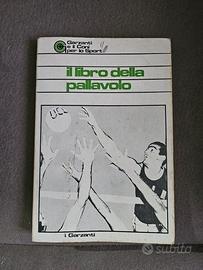 Garzanti
e il Coni
per lo Sport
il libro della
pallavolo
i Garzanti
subito